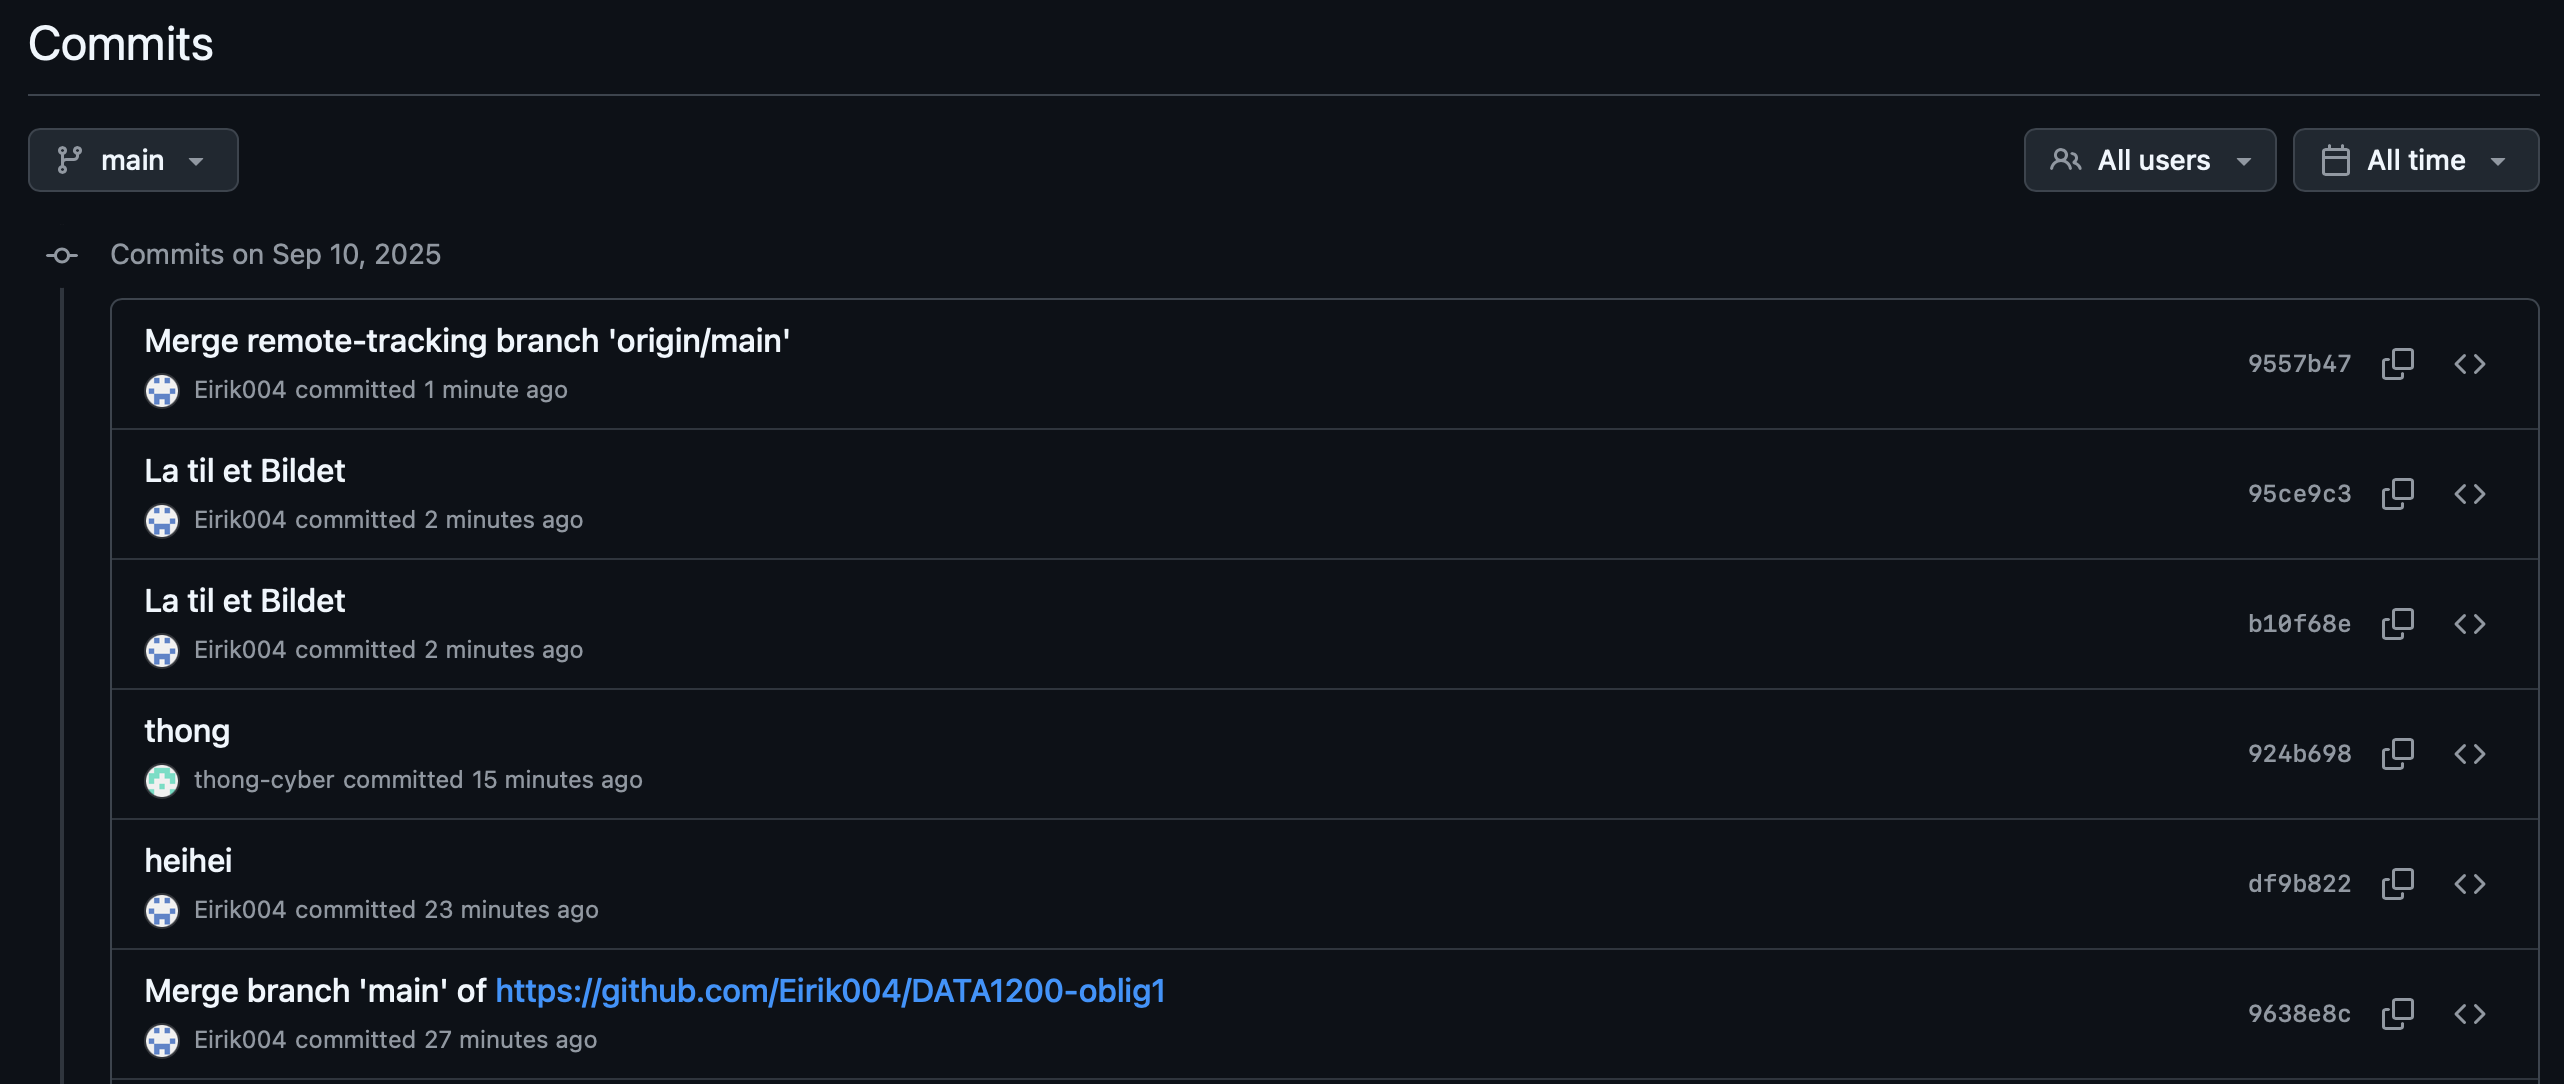 Commits
main
All users
All time
Commits on Sep 10, 2025
Merge remote-tracking branch 'origin/main'
Eirik004 committed 1 minute ago
9557b47
La til et Bildet
Eirik004 committed 2 minutes ago
95ce9c3
La til et Bildet
Eirik004 committed 2 minutes ago
b10f68e
thong
thong-cyber committed 15 minutes ago
924b698
heihei
Eirik004 committed 23 minutes ago
df9b822
Merge branch 'main' of https://github.com/Eirik004/DATA1200-oblig1
Eirik004 committed 27 minutes ago
9638e8c